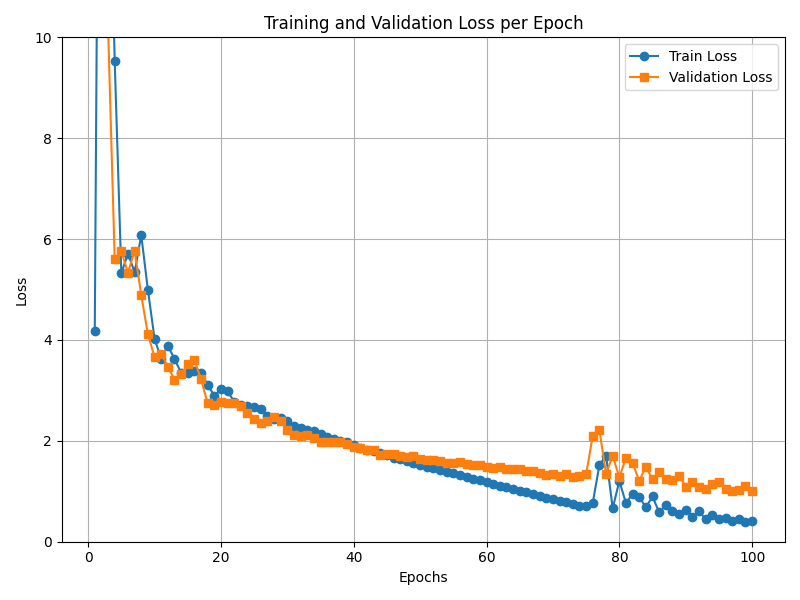 Training and Validation Loss per Epoch
Train Loss
Validation Loss
10
8
6
4
2
0
Loss
0 20 40 60 80 100
Epochs